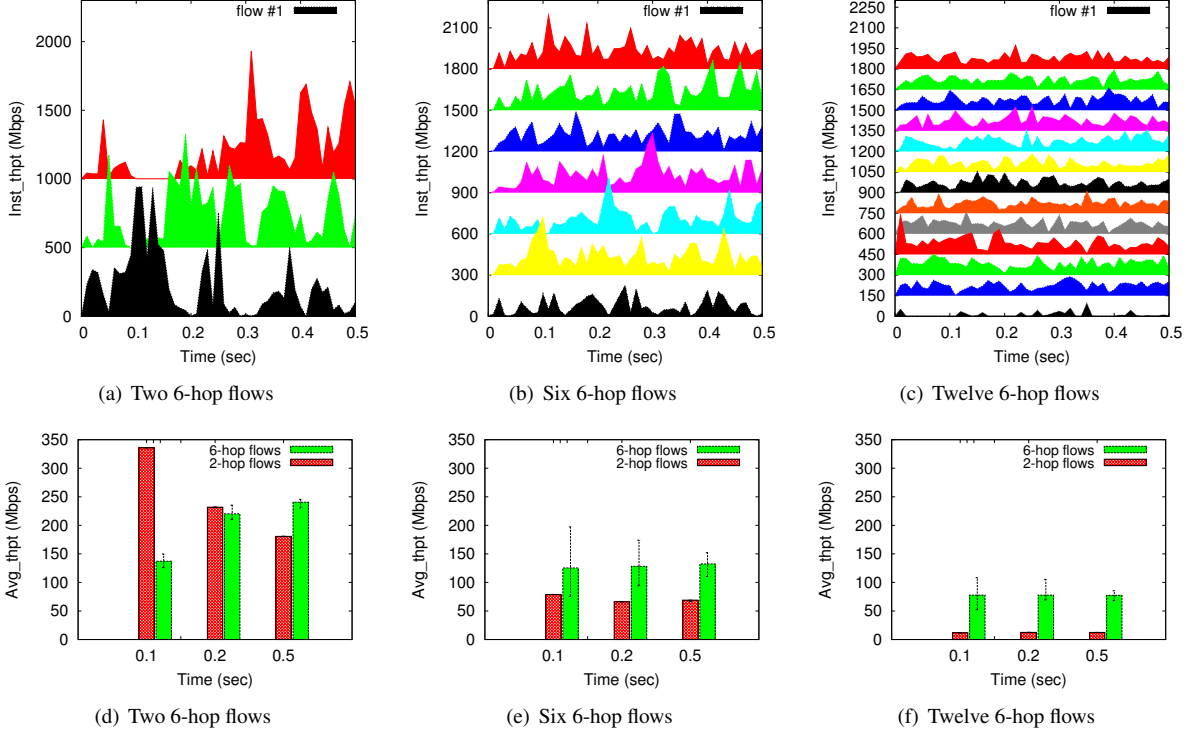 flow #1
2000
1500
1000
500
0
Inst_thpt (Mbps)
0 0.1 0.2 0.3 0.4 0.5
Time (sec)
(a) Two 6-hop flows
flow #1
2100
1800
1500
1200
900
600
300
0
Inst_thpt (Mbps)
0 0.1 0.2 0.3 0.4 0.5
Time (sec)
(b) Six 6-hop flows
flow #1
2250
2100
1950
1800
1650
1500
1350
1200
1050
900
750
600
450
300
150
0
Inst_thpt (Mbps)
0 0.1 0.2 0.3 0.4 0.5
Time (sec)
(c) Twelve 6-hop flows
6-hop flows
2-hop flows
350
300
250
200
150
100
50
0
Avg_thpt (Mbps)
0.1 0.2 0.5
Time (sec)
(d) Two 6-hop flows
6-hop flows
2-hop flows
350
300
250
200
150
100
50
0
Avg_thpt (Mbps)
0.1 0.2 0.5
Time (sec)
(e) Six 6-hop flows
6-hop flows
2-hop flows
350
300
250
200
150
100
50
0
Avg_thpt (Mbps)
0.1 0.2 0.5
Time (sec)
(f) Twelve 6-hop flows